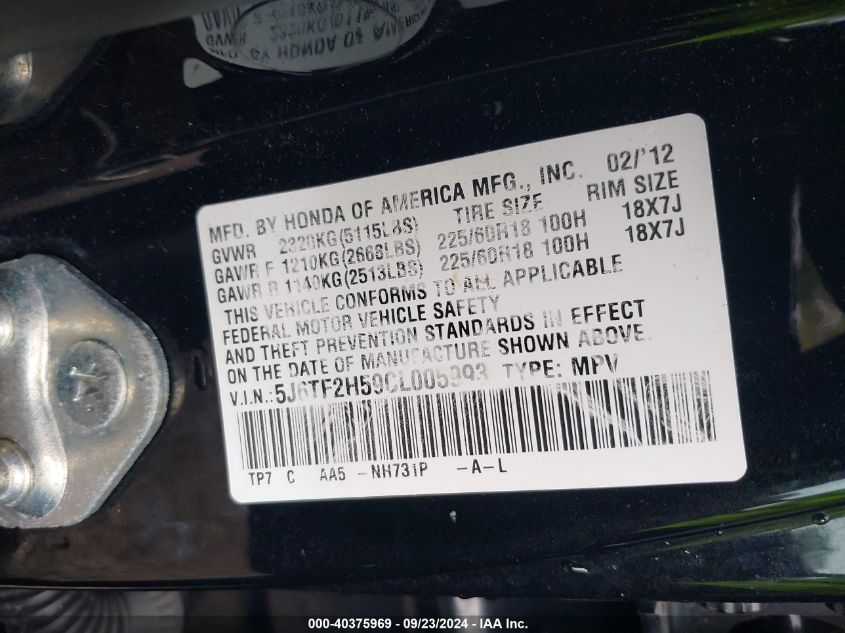 MFD. BY HONDA OF AMERICA MFG., INC. 02/'12
GVWR 2320KG(5115LBS) TIRE SIZE RIM SIZE
GAWR F 1210KG(2668LBS) 225/60R18 100H 18X7J
GAWR R 1140KG(2513LBS) 225/60R18 100H 18X7J
THIS VEHICLE CONFORMS TO ALL APPLICABLE
FEDERAL MOTOR VEHICLE SAFETY
AND THEFT PREVENTION STANDARDS IN EFFECT
ON THE DATE OF MANUFACTURE SHOWN ABOVE.
V.I.N.: 5J6TF2H59CL005993 TYPE: MPV
TP7 C AA5 - NH731P -A-L
000-40375969 / 09/23/2024 - IAA Inc.